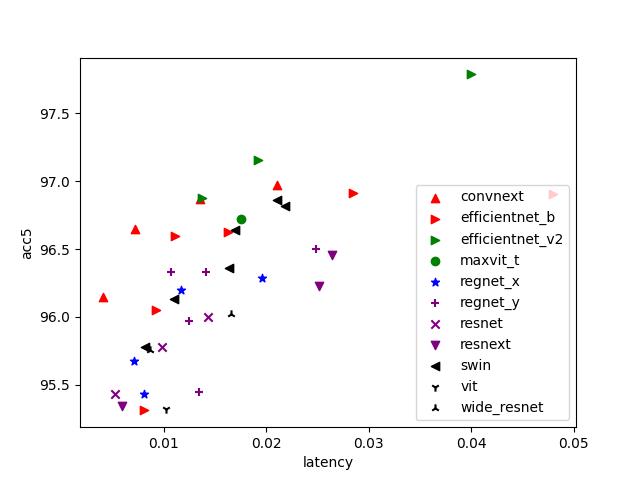 acc5
97.5
97.0
96.5
96.0
95.5
convnext
efficientnet_b
efficientnet_v2
maxvit_t
regnet_x
regnet_y
resnet
resnext
swin
vit
wide_resnet
0.01 0.02 0.03 0.04 0.05
latency